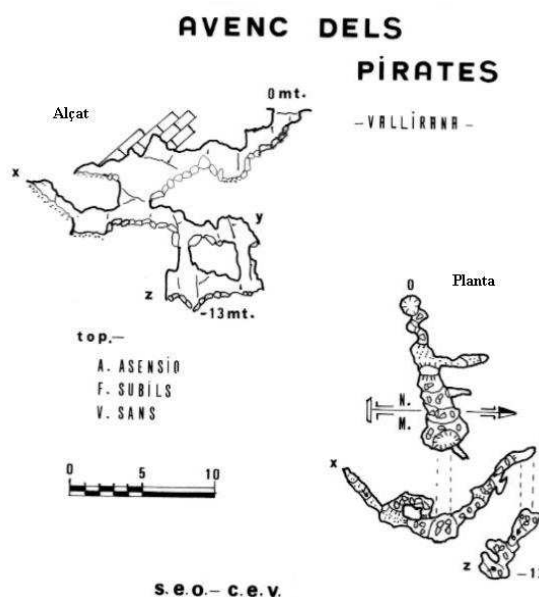 AVENC DELS
PIRATES
0 mt.
Alçat
-VALLIRANA-
x
y
z
-13 mt.
Planta
0
top.-
A. ASENSIO
F. SUBILS
V. SANS
N.
M.
0 5 10
x
z
s.e.o.- c.e.v.